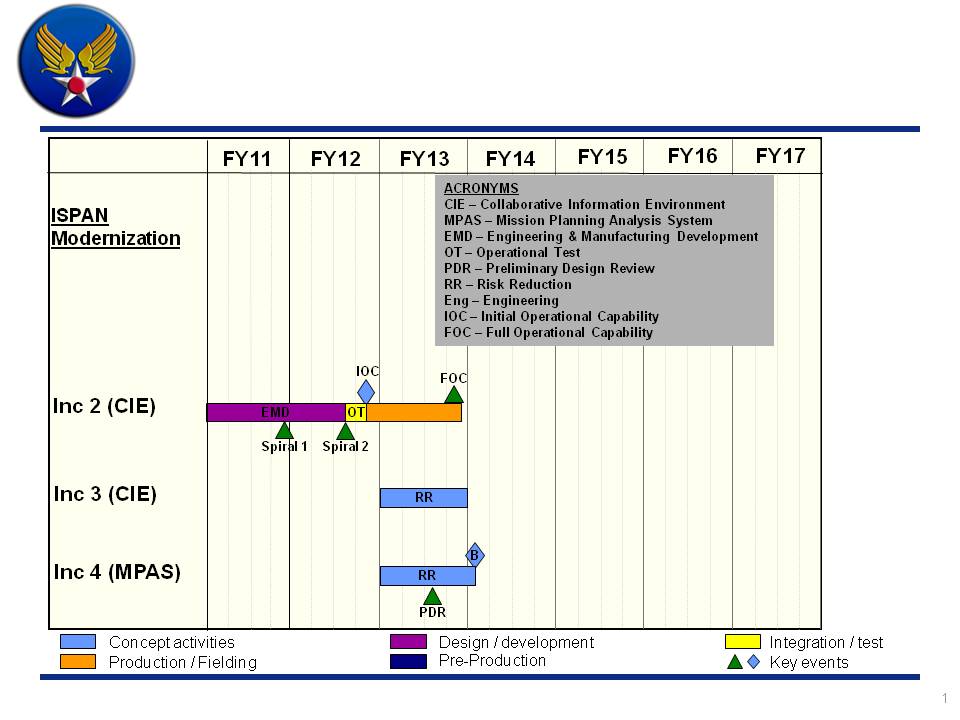 FY11 FY12 FY13 FY14 FY15 FY16 FY17
ISPAN
Modernization
ACRONYMS
CIE – Collaborative Information Environment
MPAS – Mission Planning Analysis System
EMD – Engineering & Manufacturing Development
OT – Operational Test
PDR – Preliminary Design Review
RR – Risk Reduction
Eng – Engineering
IOC – Initial Operational Capability
FOC – Full Operational Capability
IOC
FOC
Inc 2 (CIE)
EMD
OT
Spiral 1
Spiral 2
Inc 3 (CIE)
RR
B
Inc 4 (MPAS)
RR
PDR
Concept activities
Design / development
Integration / test
Production / Fielding
Pre-Production
Key events
1